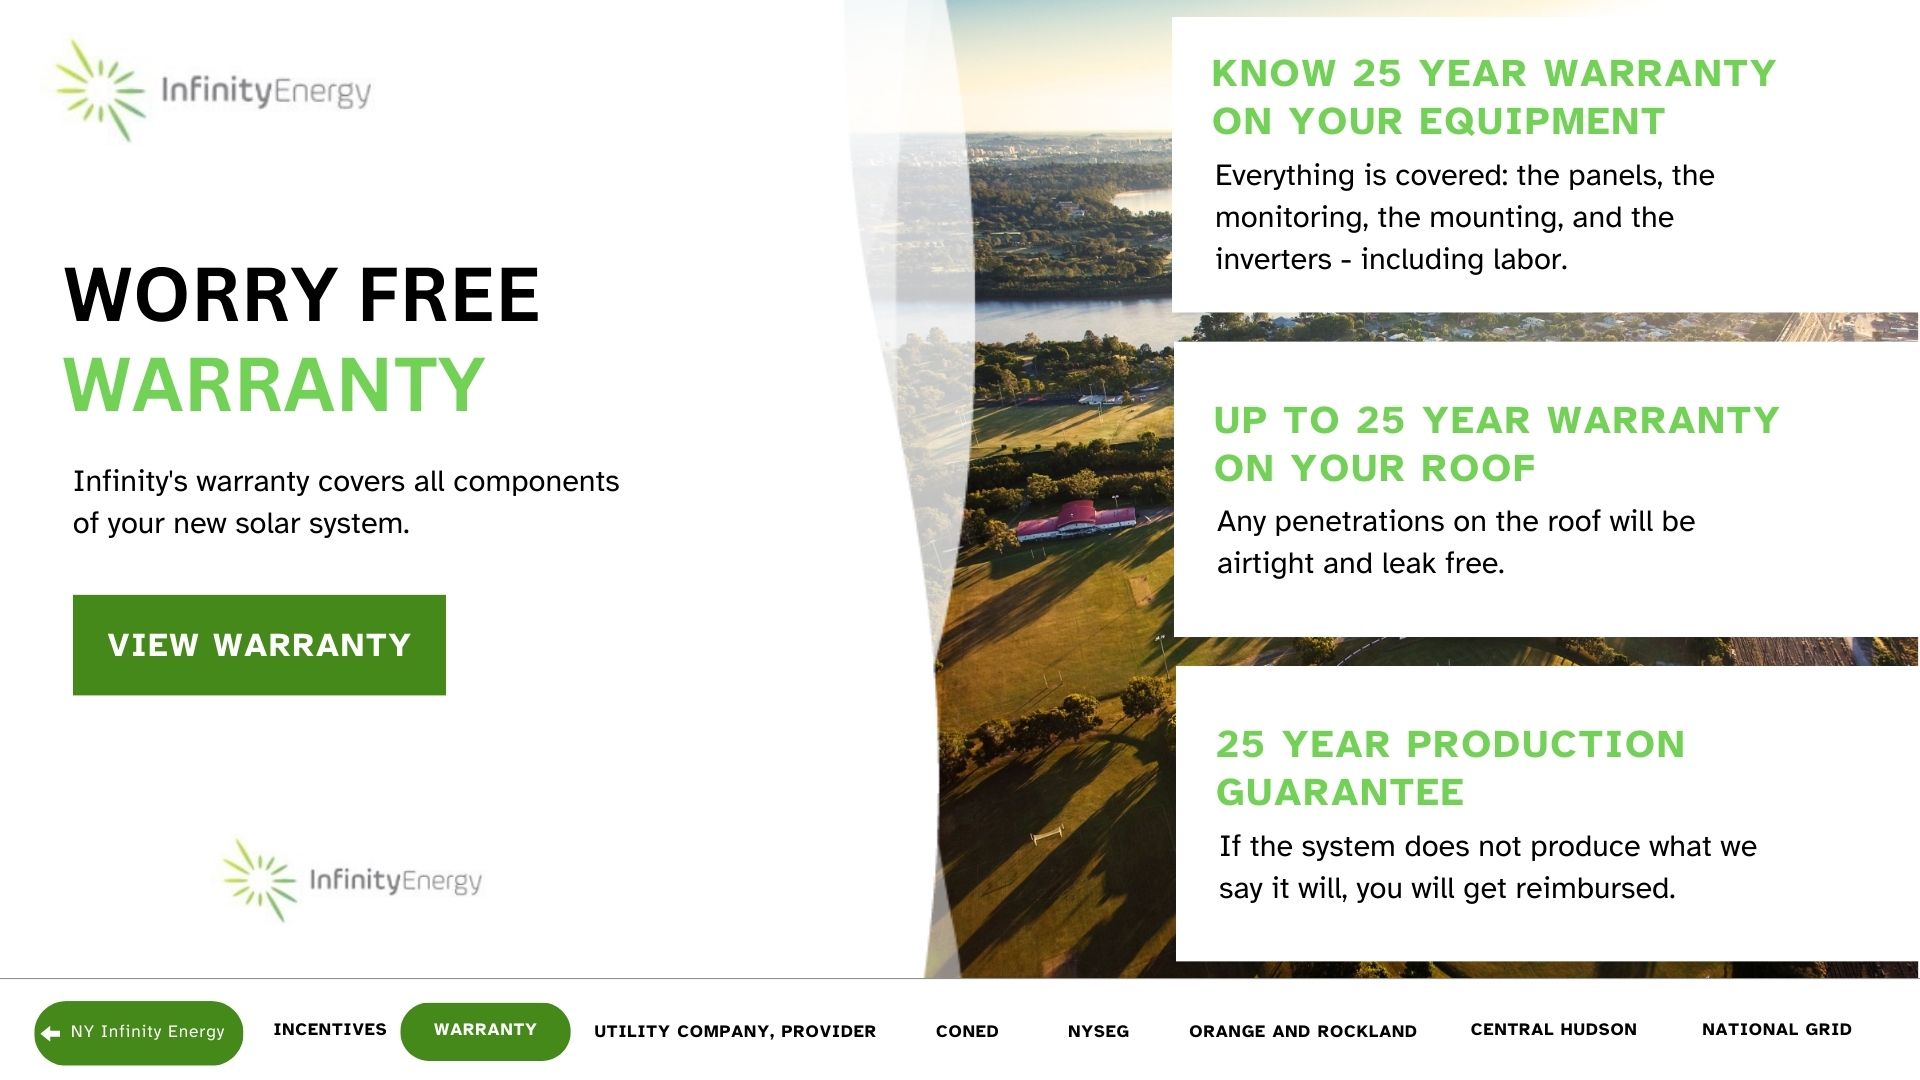 InfinityEnergy
WORRY FREE
WARRANTY
Infinity's warranty covers all components
of your new solar system.
VIEW WARRANTY
InfinityEnergy
KNOW 25 YEAR WARRANTY
ON YOUR EQUIPMENT
Everything is covered: the panels, the
monitoring, the mounting, and the
inverters - including labor.
UP TO 25 YEAR WARRANTY
ON YOUR ROOF
Any penetrations on the roof will be
airtight and leak free.
25 YEAR PRODUCTION
GUARANTEE
If the system does not produce what we
say it will, you will get reimbursed.
NY Infinity Energy
INCENTIVES
WARRANTY
UTILITY COMPANY, PROVIDER
CONED
NYSEG
ORANGE AND ROCKLAND
CENTRAL HUDSON
NATIONAL GRID